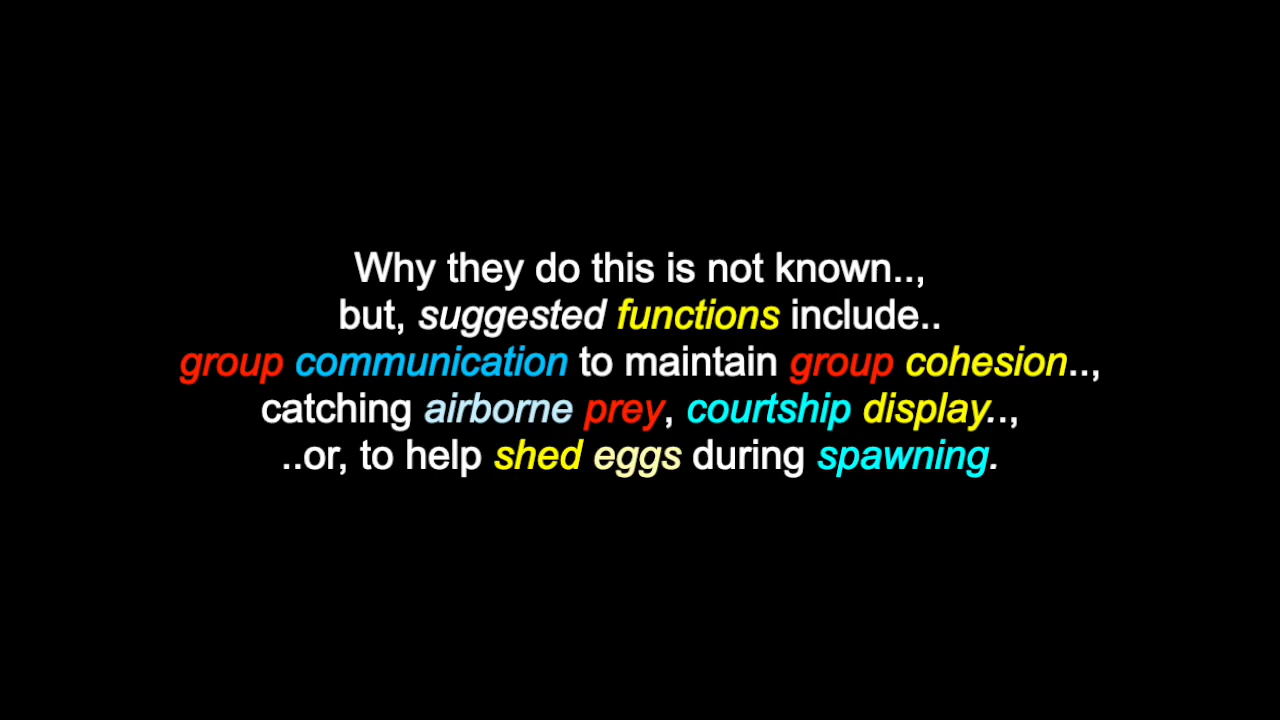 Why they do this is not known..,
but, suggested functions include..
group communication to maintain group cohesion..,
catching airborne prey, courtship display..,
..or, to help shed eggs during spawning.